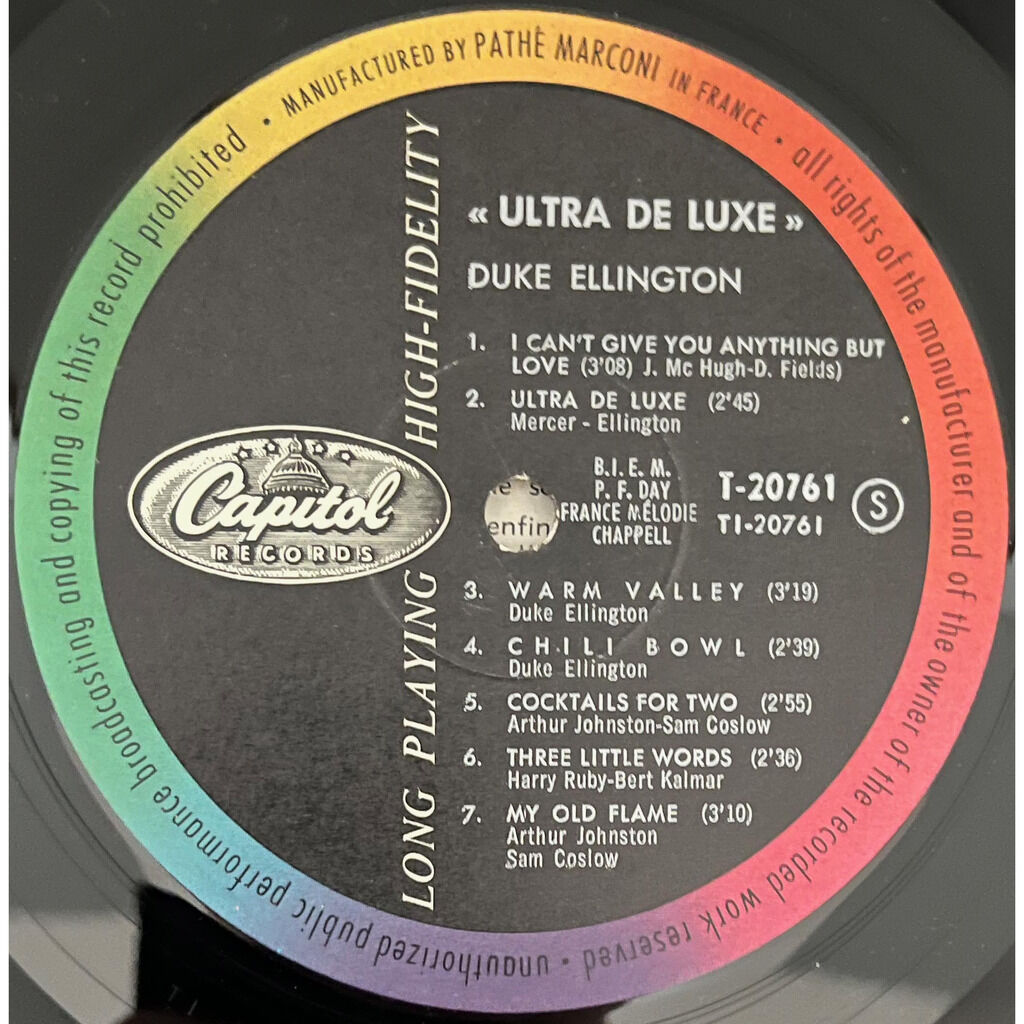 MANUFACTURED BY PATHÊ MARCONI IN FRANCE • all rights of the manufacturer and of the owner of the recorded work reserved • unauthorized public performance broadcasting and copying of this record prohibited •
LONG PLAYING HIGH-FIDELITY
Capitol
RECORDS
« ULTRA DE LUXE »
DUKE ELLINGTON
1. I CAN'T GIVE YOU ANYTHING BUT
LOVE (3'08) J. Mc Hugh-D. Fields)
2. ULTRA DE LUXE (2'45)
Mercer - Ellington
B.I.E.M.
P. F. DAY
FRANCE MÉLODIE
CHAPPELL
T-20761
TI-20761
S
enfin
3. WARM VALLEY (3'19)
Duke Ellington
4. CHILI BOWL (2'39)
Duke Ellington
5. COCKTAILS FOR TWO (2'55)
Arthur Johnston-Sam Coslow
6. THREE LITTLE WORDS (2'36)
Harry Ruby-Bert Kalmar
7. MY OLD FLAME (3'10)
Arthur Johnston
Sam Coslow